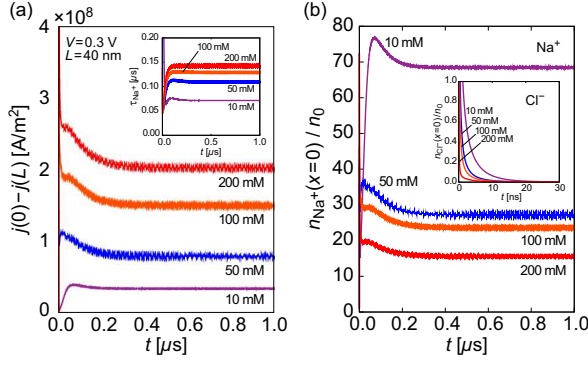 (a)
×10⁸
4
3
2
1
0
j(0)−j(L) [A/m²]
V=0.3 V
L=40 nm
0.20
0.15
0.10
0.05
0.00
τNa+ [μs]
100 mM
200 mM
50 mM
10 mM
0.0 0.5 1.0
t [μs]
200 mM
100 mM
50 mM
10 mM
0.0 0.2 0.4 0.6 0.8 1.0
t [μs]
(b)
80
70
60
50
40
30
20
10
0
nNa+(x=0) / n0
10 mM
Na⁺
Cl⁻
1.0
0.8
0.6
0.4
0.2
0
nCl−(x=0)/n0
10 mM
50 mM
100 mM
200 mM
0 10 20 30
t [ns]
50 mM
100 mM
200 mM
0.0 0.2 0.4 0.6 0.8 1.0
t [μs]